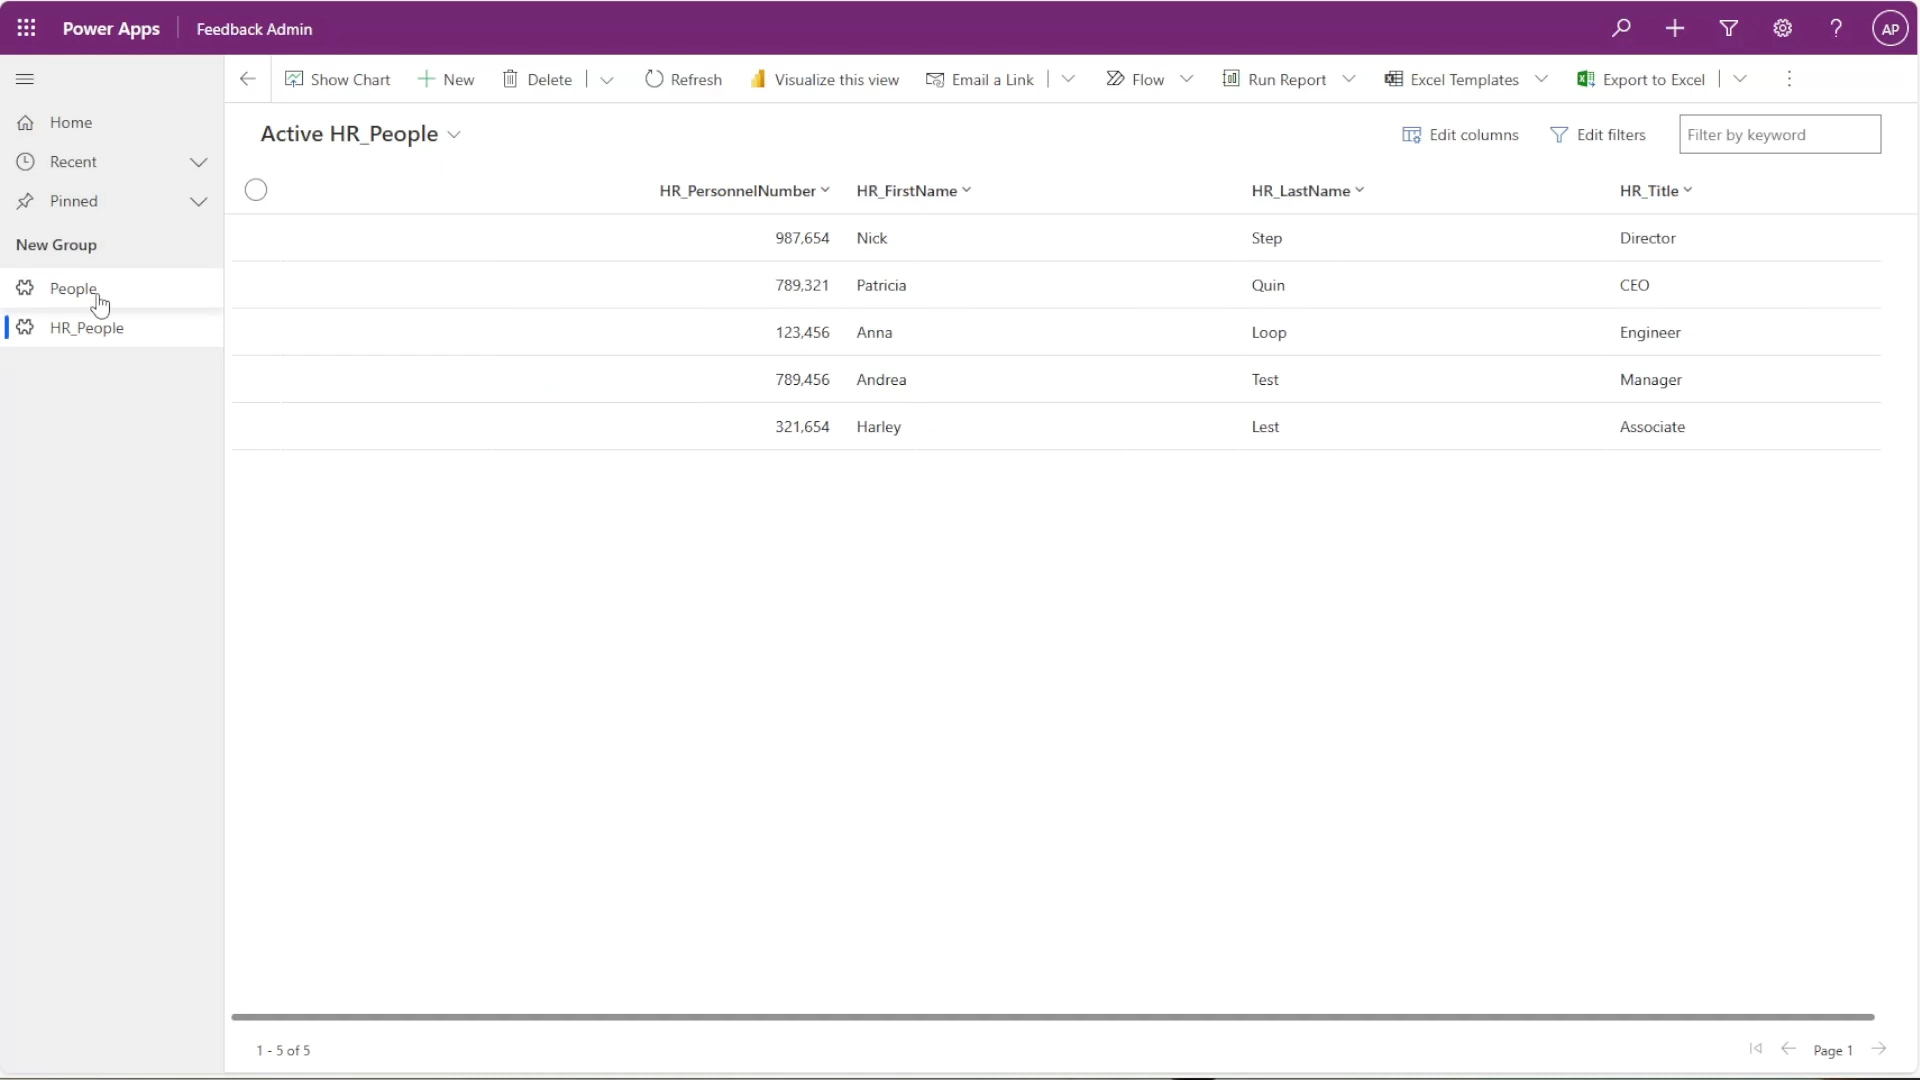 Power Apps Feedback Admin AP
Show Chart New Delete Refresh Visualize this view Email a Link Flow Run Report Excel Templates Export to Excel
Home
Recent
Pinned
New Group
People
HR_People
Active HR_People Edit columns Edit filters Filter by keyword
HR_PersonnelNumber HR_FirstName HR_LastName HR_Title
987,654 Nick Step Director
789,321 Patricia Quin CEO
123,456 Anna Loop Engineer
789,456 Andrea Test Manager
321,654 Harley Lest Associate
1 - 5 of 5 Page 1